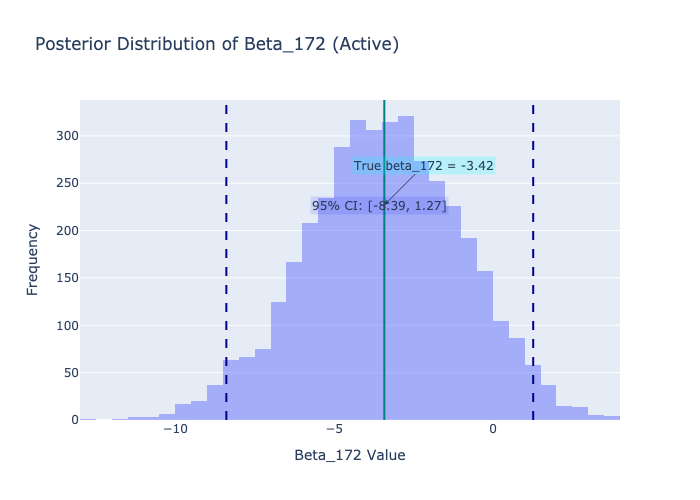 Posterior Distribution of Beta_172 (Active)
300
250
200
150
100
50
0
Frequency
True beta_172 = -3.42
95% CI: [-8.39, 1.27]
−10
−5
0
Beta_172 Value